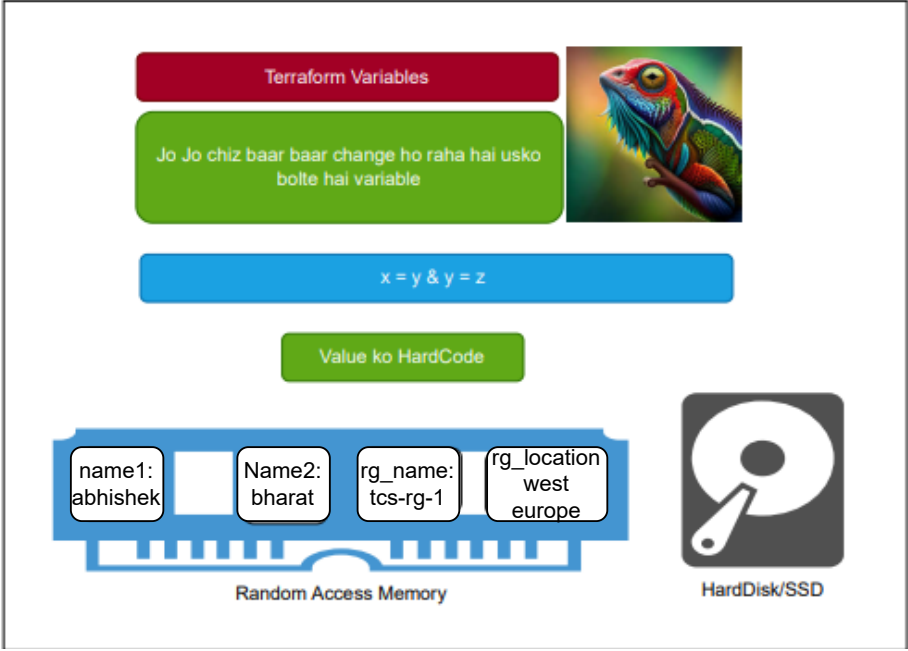 Terraform Variables
Jo Jo chiz baar baar change ho raha hai usko
bolte hai variable
x = y & y = z
Value ko HardCode
name1:
abhishek
Name2:
bharat
rg_name:
tcs-rg-1
rg_location
west
europe
Random Access Memory
HardDisk/SSD